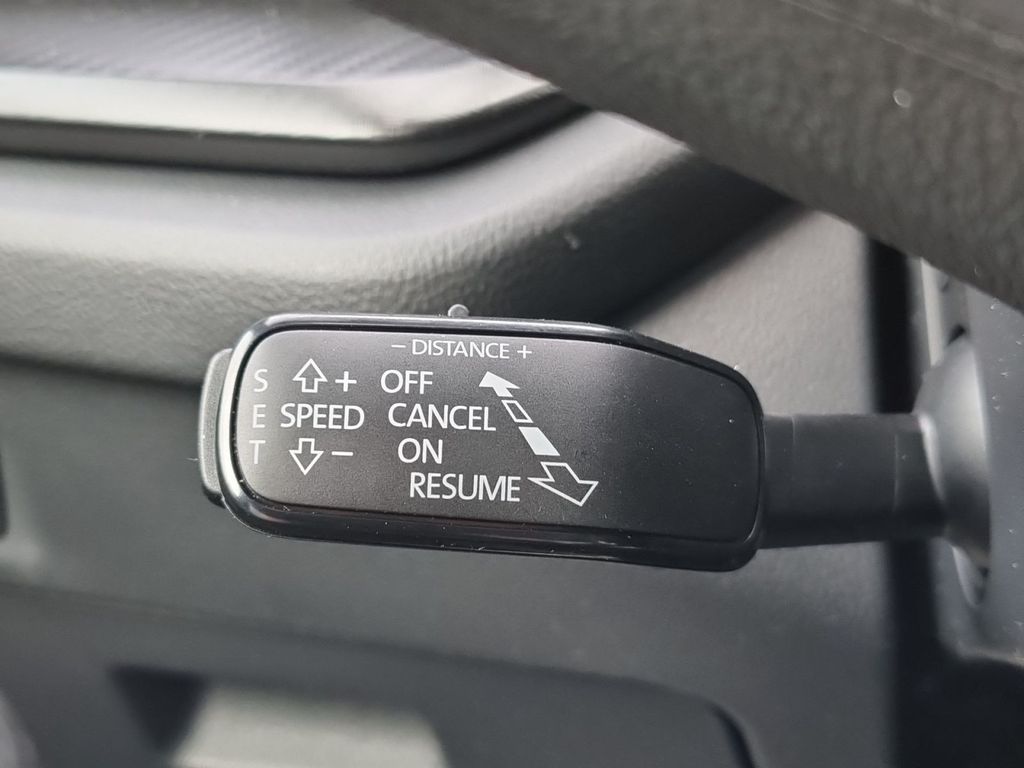 − DISTANCE +
S + OFF
E SPEED CANCEL
T − ON
RESUME